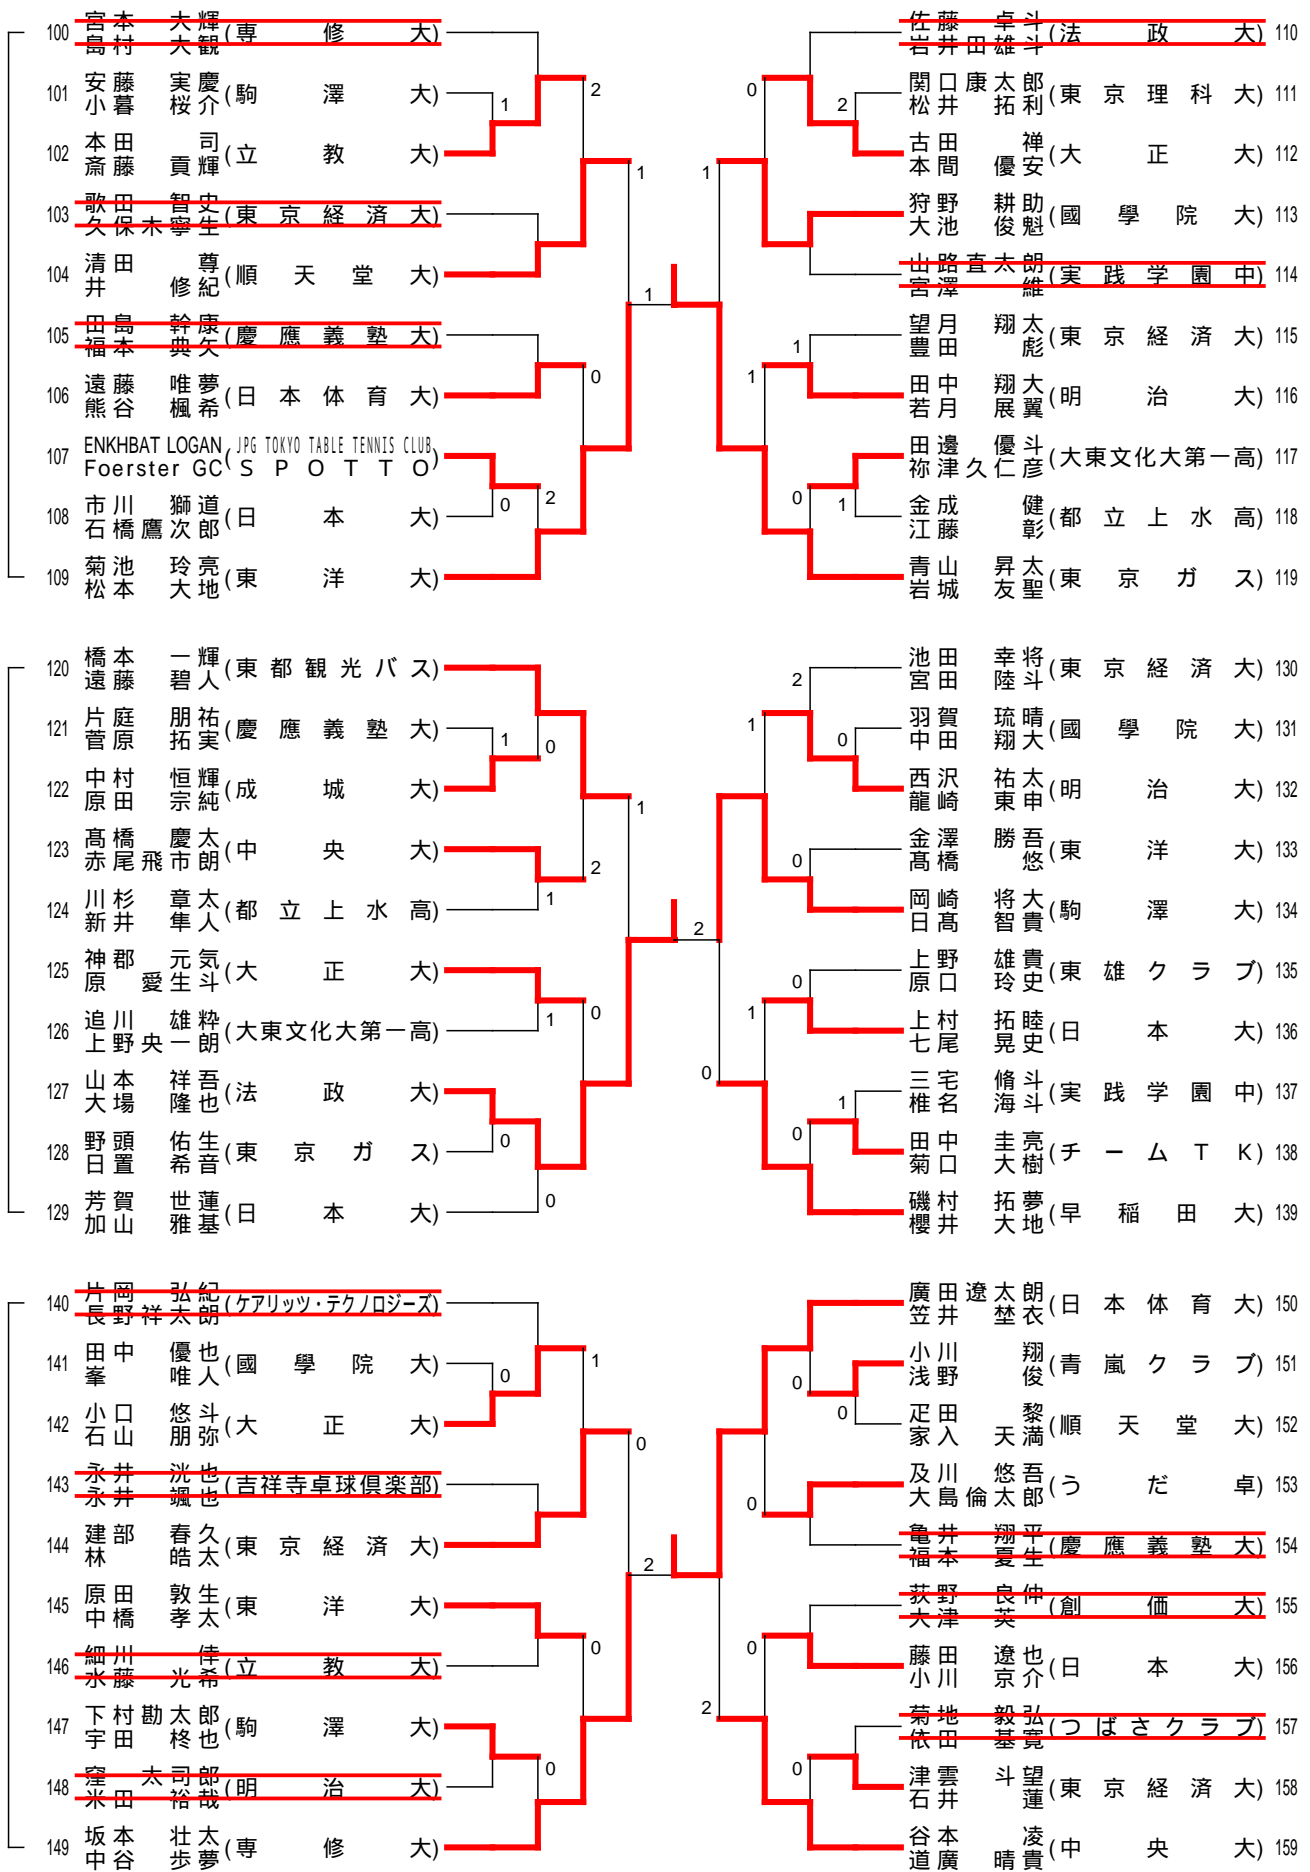 100 宮本 大輝 (専修大)
島村 大観
101 安藤 実慶 (駒澤大)
小暮 桜介
102 本田 司 (立教大)
斎藤 貢輝
103 歌田 智史 (東京経済大)
久保木寧生
104 清田 尊 (順天堂大)
井 修紀
105 田島 幹康 (慶應義塾大)
福本 典矢
106 遠藤 唯夢 (日本体育大)
熊谷 楓希
107 ENKHBAT LOGAN (JPG TOKYO TABLE TENNIS CLUB
Foerster GC SPOTTO)
108 市川 獅道 (日本大)
石橋鷹次郎
109 菊池 玲亮 (東洋大)
松本 大地
1
2
1
0
0
2
1
佐藤 卓斗 (法政大) 110
岩井田雄斗
関口康太郎 (東京理科大) 111
松井 拓利
古田 禅 (大正大) 112
本間 優安
狩野 耕助 (國學院大) 113
大池 俊魁
山路直太朗 (実践学園中) 114
宮澤 維
望月 翔太 (東京経済大) 115
豊田 彪
田中 翔大 (明治大) 116
若月 展翼
田邊 優斗 (大東文化大第一高) 117
祢津久仁彦
金成 健 (都立上水高) 118
江藤 彰
青山 昇太 (東京ガス) 119
岩城 友聖
0
2
1
1
1
0
1
120 橋本 一輝 (東都観光バス)
遠藤 碧人
121 片庭 朋祐 (慶應義塾大)
菅原 拓実
122 中村 恒輝 (成城大)
原田 宗純
123 髙橋 慶太 (中央大)
赤尾飛市朗
124 川杉 章太 (都立上水高)
新井 隼人
125 神郡 元気 (大正大)
原 愛生斗
126 追川 雄粋 (大東文化大第一高)
上野央一朗
127 山本 祥吾 (法政大)
大場 隆也
128 野頭 佑生 (東京ガス)
日置 希音
129 芳賀 世蓮 (日本大)
加山 雅基
1
0
1
2
1
1
0
0
0
2
池田 幸将 (東京経済大) 130
宮田 陸斗
羽賀 琉晴 (國學院大) 131
中田 翔大
西沢 祐太 (明治大) 132
龍崎 東申
金澤 勝吾 (東洋大) 133
髙橋 悠
岡崎 将大 (駒澤大) 134
日髙 智貴
上野 雄貴 (東雄クラブ) 135
原口 玲史
上村 拓睦 (日本大) 136
七尾 晃史
三宅 脩斗 (実践学園中) 137
椎名 海斗
田中 圭亮 (チームTK) 138
菊口 大樹
磯村 拓夢 (早稲田大) 139
櫻井 大地
2
1
0
0
0
1
0
1
0
140 片岡 弘紀 (ケアリッツ・テクノロジーズ)
長野祥太朗
141 田中 優也 (國學院大)
峯 唯人
142 小口 悠斗 (大正大)
石山 朋弥
143 永井 洸也 (吉祥寺卓球倶楽部)
永井 颯也
144 建部 春久 (東京経済大)
林 皓太
145 原田 敦生 (東洋大)
中橋 孝太
146 細川 倖 (立教大)
水藤 光希
147 下村勘太郎 (駒澤大)
宇田 柊也
148 窪 太司郎 (明治大)
米田 裕哉
149 坂本 壮太 (専修大)
中谷 歩夢
0
1
0
0
0
2
廣田遼太朗 (日本体育大) 150
笠井 埜衣
小川 翔 (青嵐クラブ) 151
浅野 俊
疋田 黎 (順天堂大) 152
家入 天満
及川 悠吾 (うだ卓) 153
大島倫太郎
亀井 翔平 (慶應義塾大) 154
福本 夏生
荻野 良伸 (創価大) 155
大津 英
藤田 遼也 (日本大) 156
小川 京介
菊地 毅弘 (つばさクラブ) 157
依田 基寛
津雲 斗望 (東京経済大) 158
石井 蓮
谷本 凌 (中央大) 159
道廣 晴貴
0
0
0
0
2
0